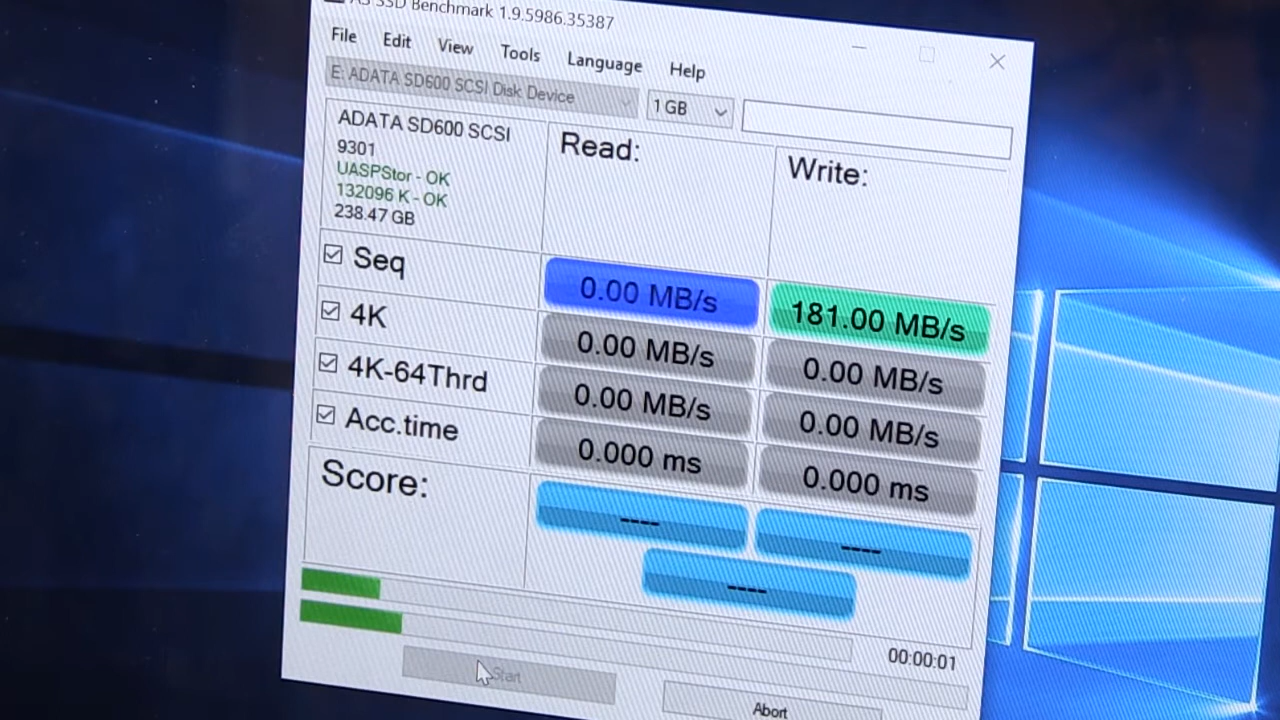 AS SSD Benchmark 1.9.5986.35387
File Edit View Tools Language Help
E: ADATA SD600 SCSI Disk Device
1 GB
ADATA SD600 SCSI
9301
UASPStor - OK
132096 K - OK
238.47 GB
Read:
Write:
Seq
0.00 MB/s
181.00 MB/s
4K
0.00 MB/s
0.00 MB/s
4K-64Thrd
0.00 MB/s
0.00 MB/s
Acc.time
0.000 ms
0.000 ms
Score:
----
----
----
00:00:01
Start
Abort